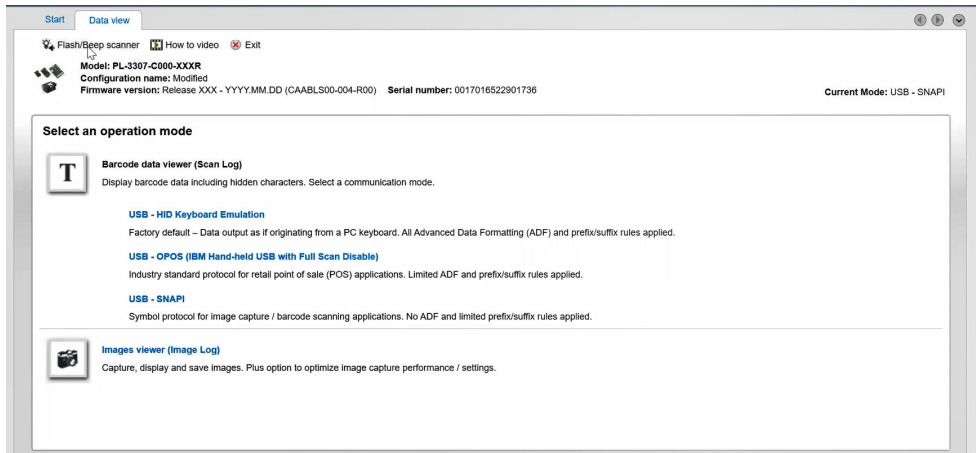 Start Data view
Flash/Beep scanner How to video Exit
Model: PL-3307-C000-XXXR
Configuration name: Modified
Firmware version: Release XXX - YYYY.MM.DD (CAABLS00-004-R00) Serial number: 0017016522901736 Current Mode: USB - SNAPI
Select an operation mode
T
Barcode data viewer (Scan Log)
Display barcode data including hidden characters. Select a communication mode.
USB - HID Keyboard Emulation
Factory default – Data output as if originating from a PC keyboard. All Advanced Data Formatting (ADF) and prefix/suffix rules applied.
USB - OPOS (IBM Hand-held USB with Full Scan Disable)
Industry standard protocol for retail point of sale (POS) applications. Limited ADF and prefix/suffix rules applied.
USB - SNAPI
Symbol protocol for image capture / barcode scanning applications. No ADF and limited prefix/suffix rules applied.
Images viewer (Image Log)
Capture, display and save images. Plus option to optimize image capture performance / settings.